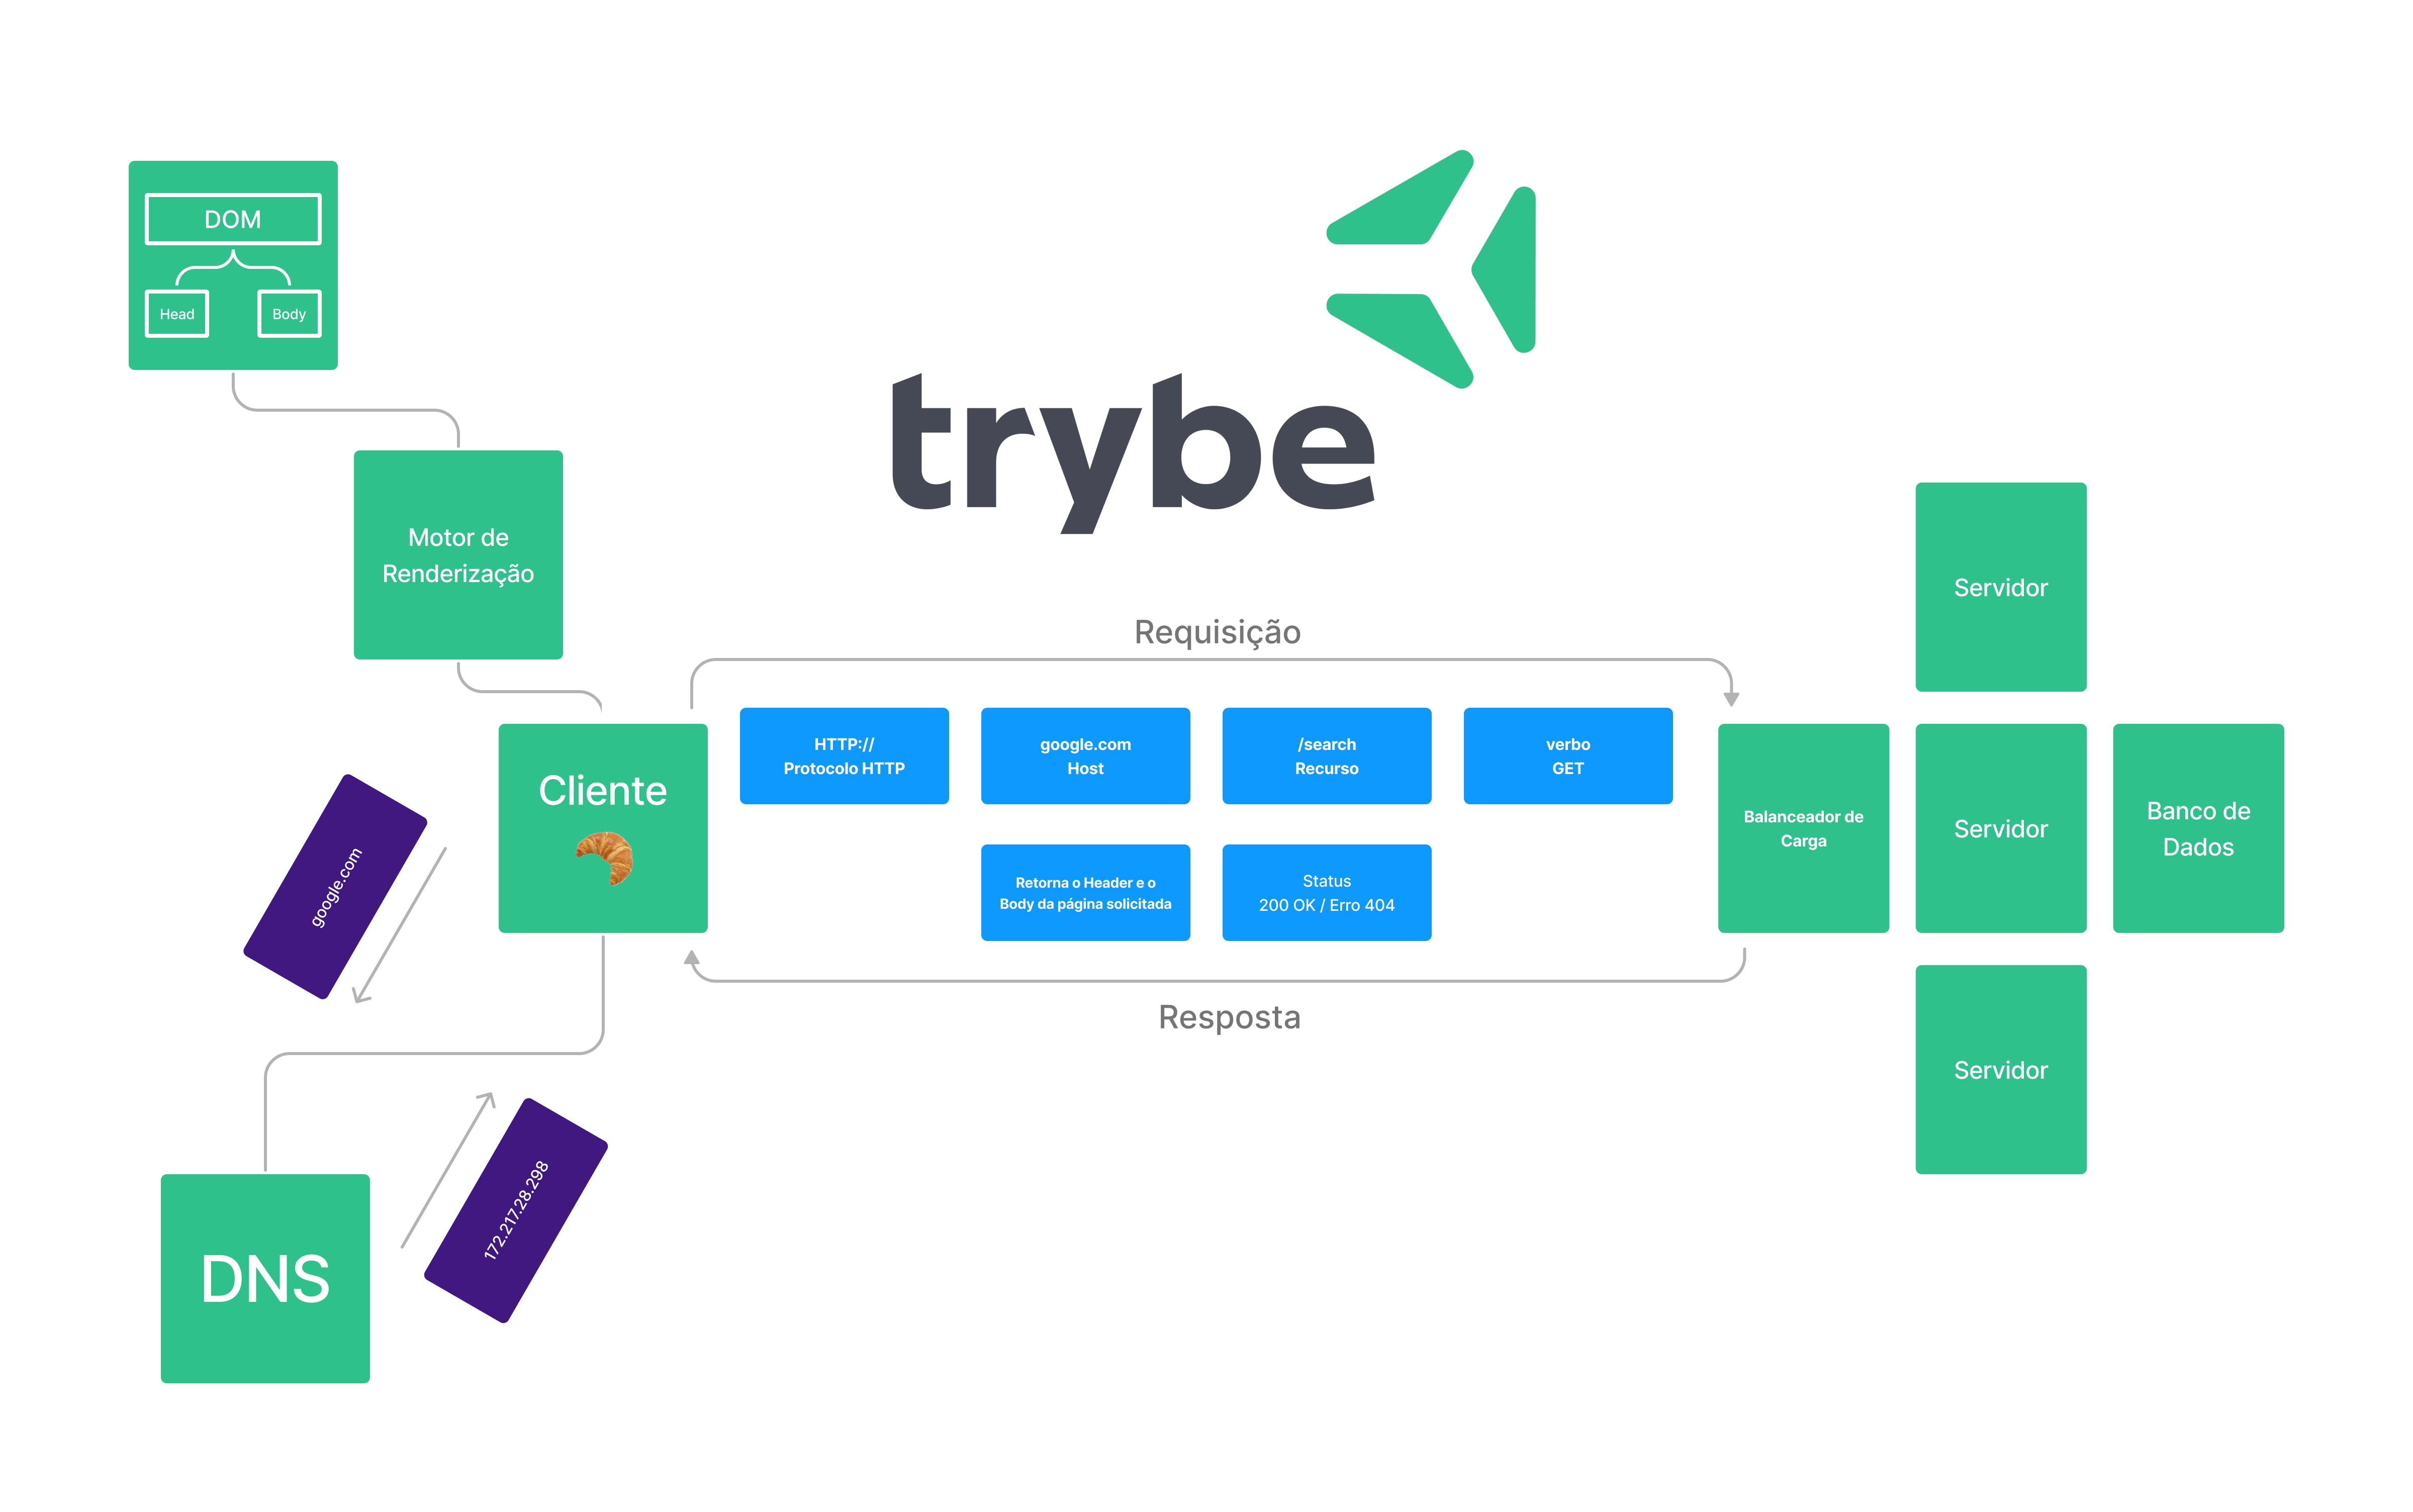 DOM
Head
Body
trybe
Motor de
Renderização
Requisição
HTTP://
Protocolo HTTP
google.com
Host
/search
Recurso
verbo
GET
Cliente
Retorna o Header e o
Body da página solicitada
Status
200 OK / Erro 404
Resposta
Balanceador de
Carga
Servidor
Servidor
Servidor
Banco de
Dados
google.com
172.217.28.298
DNS